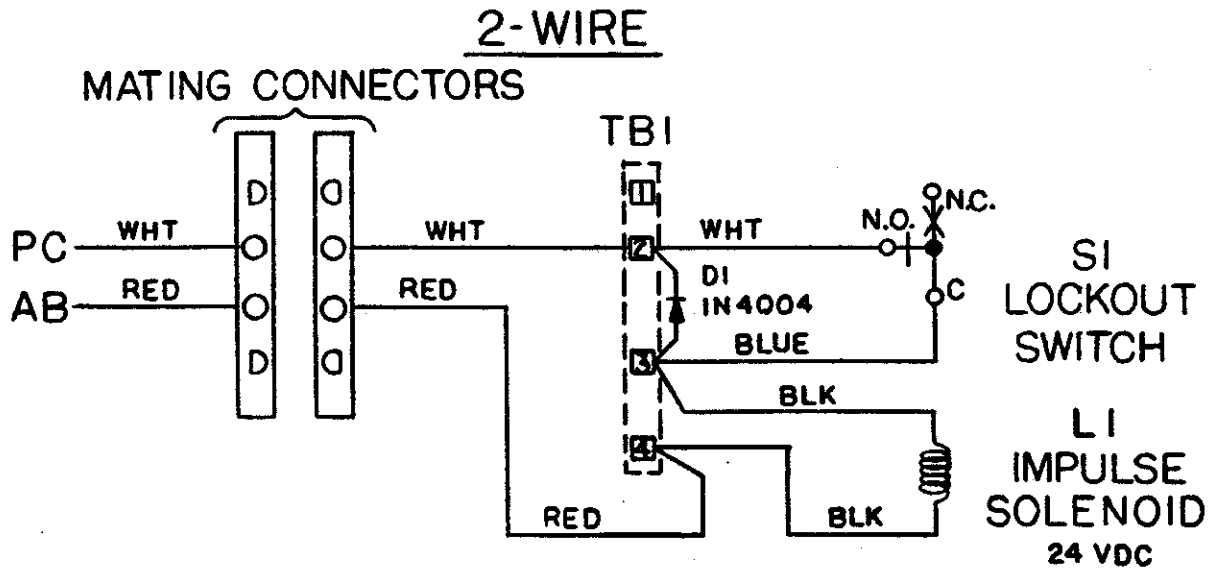 2-WIRE
MATING CONNECTORS
TB1
1
N.C.
N.O.
PC
WHT
WHT
2
WHT
D1
1N4004
C
S1
LOCKOUT
SWITCH
AB
RED
RED
BLUE
3
BLK
4
L1
IMPULSE
SOLENOID
24 VDC
RED
BLK